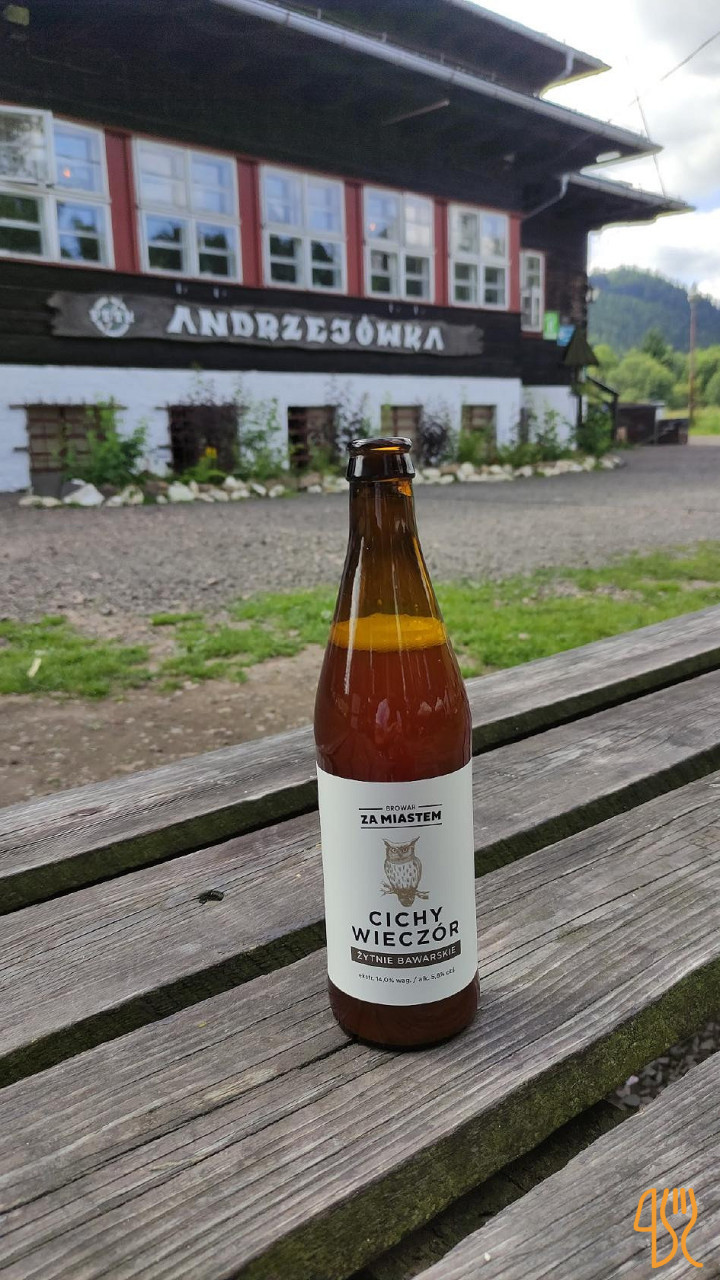 ANDRZEJÓWKA
BROWAR
ZA MIASTEM
CICHY
WIECZÓR
ŻYTNIE BAWARSKIE
ekstr. 14,0% wag. / alk. 5,8% obj.